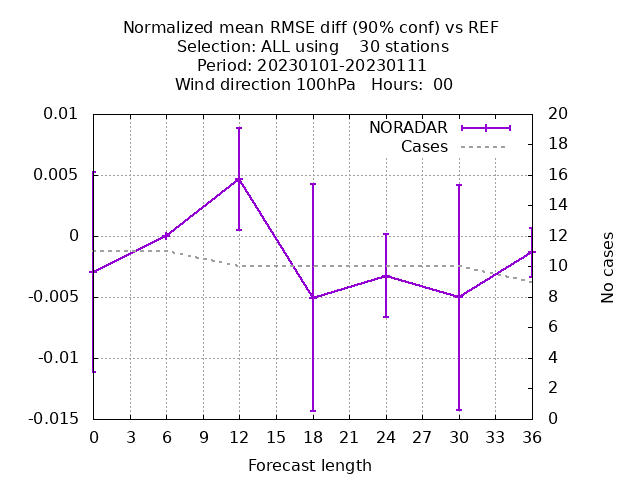 Normalized mean RMSE diff (90% conf) vs REF
Selection: ALL using    30 stations
Period: 20230101-20230111
Wind direction 100hPa   Hours:  00
NORADAR
Cases
0.01
0.005
0
-0.005
-0.01
-0.015
20
18
16
14
12
10
8
6
4
2
0
No cases
0 3 6 9 12 15 18 21 24 27 30 33 36
Forecast length